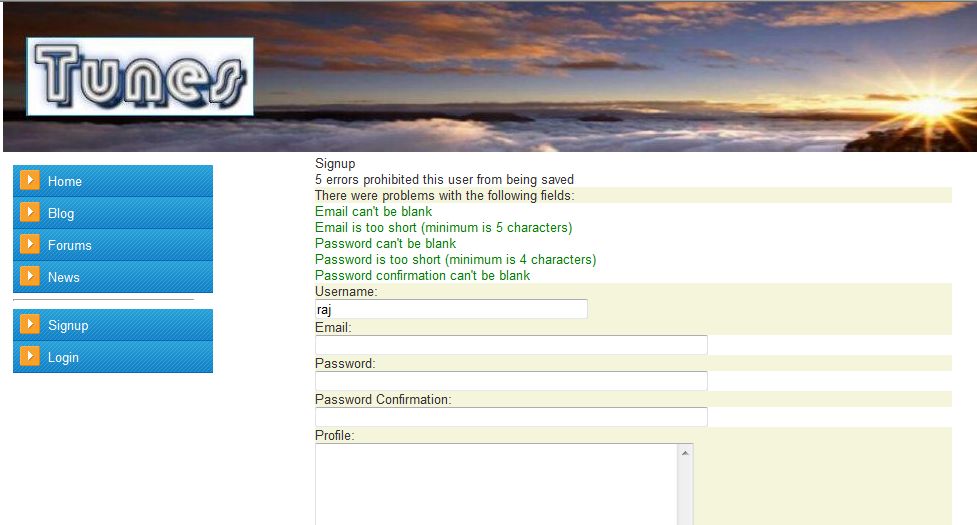 Tunes
Home
Blog
Forums
News
Signup
Login
Signup
5 errors prohibited this user from being saved
There were problems with the following fields:
Email can't be blank
Email is too short (minimum is 5 characters)
Password can't be blank
Password is too short (minimum is 4 characters)
Password confirmation can't be blank
Username:
raj
Email:
Password:
Password Confirmation:
Profile: